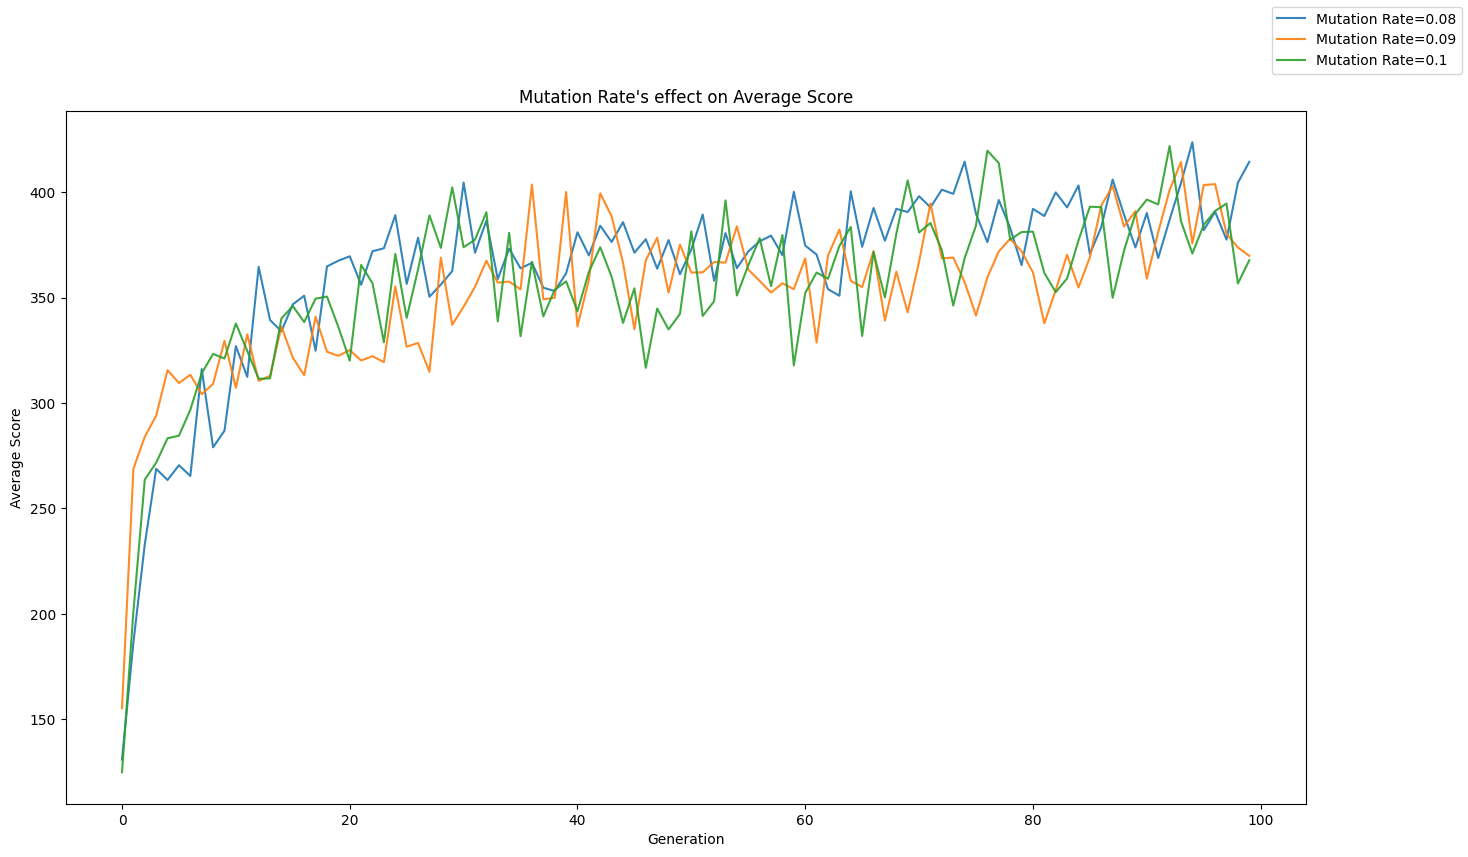 Mutation Rate=0.08
Mutation Rate=0.09
Mutation Rate=0.1
Mutation Rate's effect on Average Score
Average Score
400
350
300
250
200
150
0 20 40 60 80 100
Generation